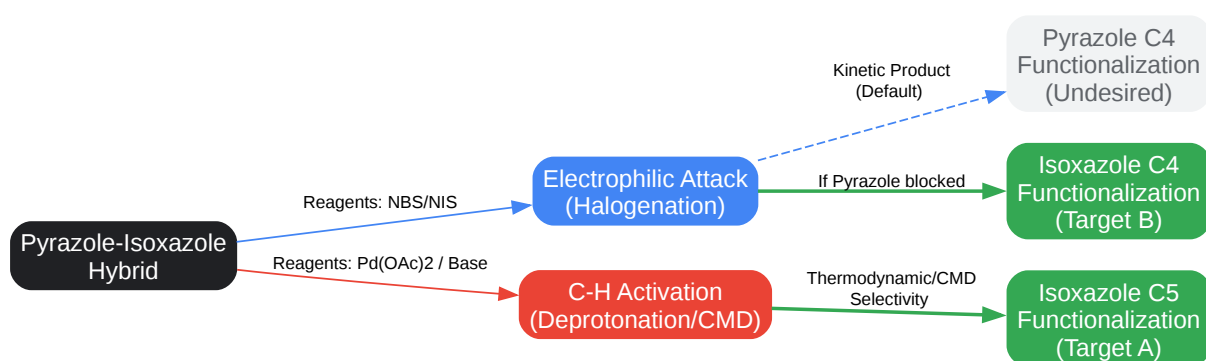 Pyrazole-Isoxazole
Hybrid
Reagents: NBS/NIS
Reagents: Pd(OAc)2 / Base
Electrophilic Attack
(Halogenation)
C-H Activation
(Deprotonation/CMD)
Kinetic Product
(Default)
If Pyrazole blocked
Thermodynamic/CMD
Selectivity
Pyrazole C4
Functionalization
(Undesired)
Isoxazole C4
Functionalization
(Target B)
Isoxazole C5
Functionalization
(Target A)